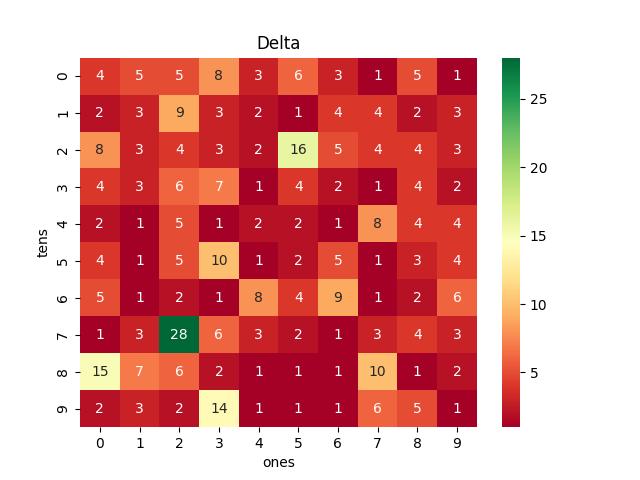 Delta
0 4 5 5 8 3 6 3 1 5 1
1 2 3 9 3 2 1 4 4 2 3
2 8 3 4 3 2 16 5 4 4 3
3 4 3 6 7 1 4 2 1 4 2
4 2 1 5 1 2 2 1 8 4 4
5 4 1 5 10 1 2 5 1 3 4
6 5 1 2 1 8 4 9 1 2 6
7 1 3 28 6 3 2 1 3 4 3
8 15 7 6 2 1 1 1 10 1 2
9 2 3 2 14 1 1 1 6 5 1
0 1 2 3 4 5 6 7 8 9
ones
tens
25
20
15
10
5